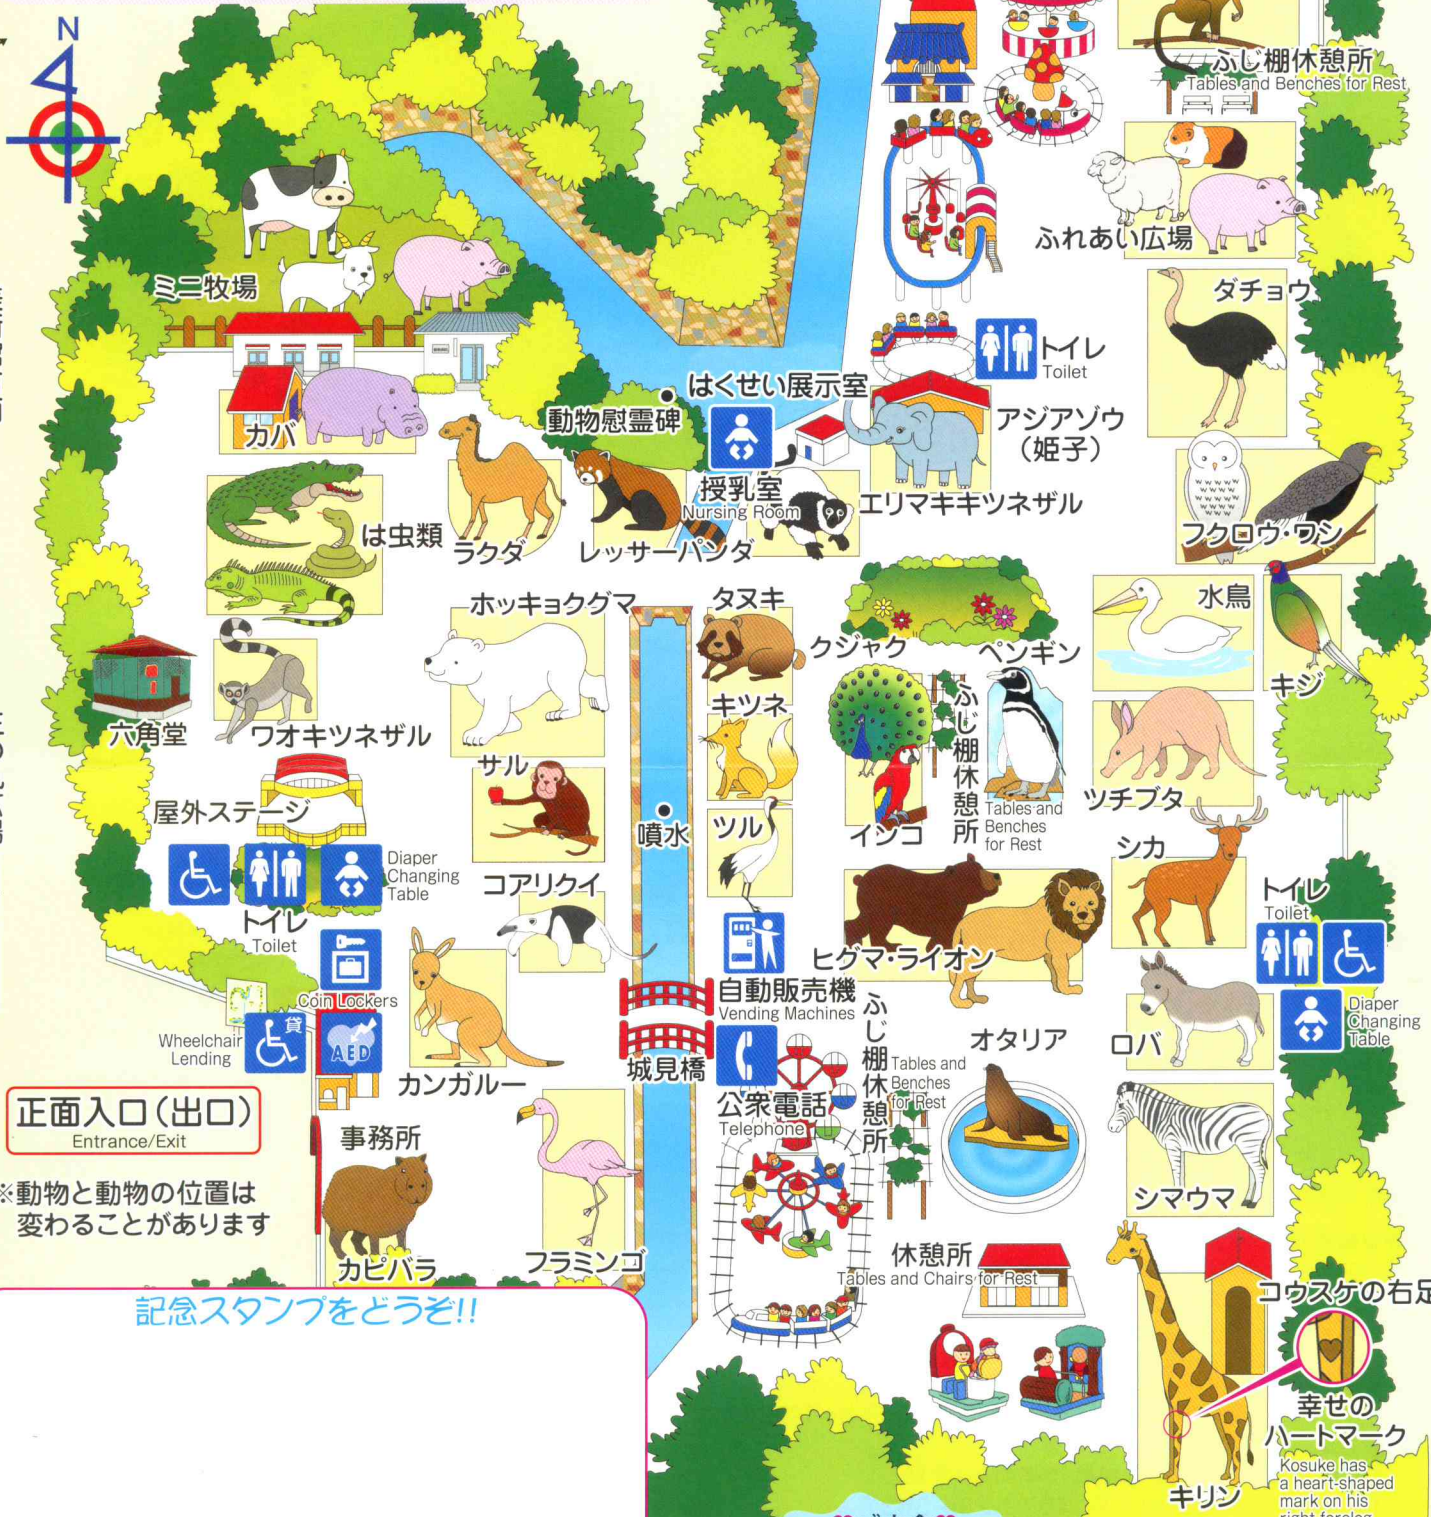 N
ふじ棚休憩所
Tables and Benches for Rest
ふれあい広場
ミニ牧場
ダチョウ
トイレ
Toilet
はくせい展示室
動物慰霊碑
アジアゾウ
（姫子）
カバ
授乳室
Nursing Room
エリマキキツネザル
は虫類
ラクダ
レッサーパンダ
フクロウ・ワシ
ホッキョクグマ
タヌキ
水鳥
クジャク
ペンギン
キジ
六角堂
ワオキツネザル
キツネ
ふじ棚休憩所
サル
ツチブタ
屋外ステージ
噴水
ツル
インコ
Tables and
Benches
for Rest
シカ
Diaper
Changing
Table
コアリクイ
トイレ
Toilet
トイレ
Toilet
ヒグマ・ライオン
Coin Lockers
自動販売機
Vending Machines
ふじ棚休憩所
Tables and
Benches
for Rest
Diaper
Changing
Table
貸
Wheelchair
Lending
AED
オタリア
ロバ
城見橋
カンガルー
公衆電話
Telephone
正面入口（出口）
Entrance/Exit
事務所
※動物と動物の位置は
変わることがあります
シマウマ
カピバラ
フラミンゴ
休憩所
Tables and Chairs for Rest
記念スタンプをどうぞ!!
コウスケの右足
幸せの
ハートマーク
Kosuke has
a heart-shaped
mark on his
right foreleg
キリン